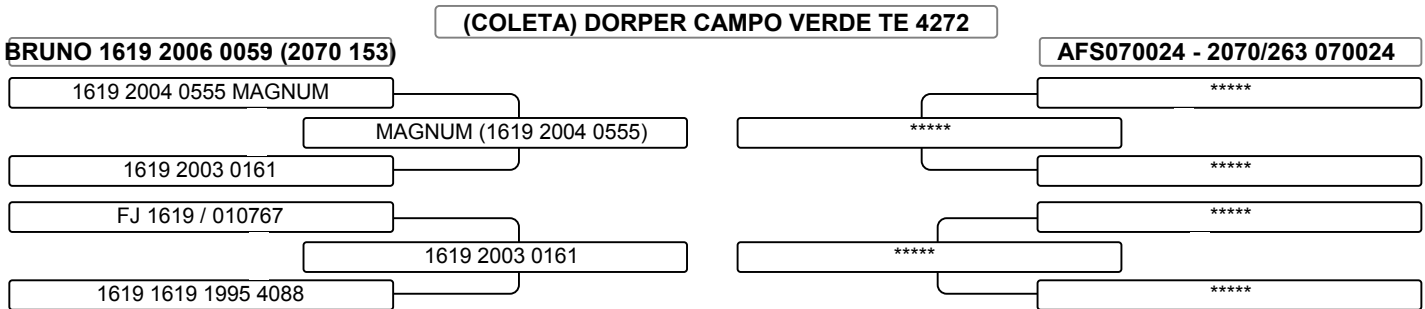 (COLETA) DORPER CAMPO VERDE TE 4272
BRUNO 1619 2006 0059 (2070 153)
AFS070024 - 2070/263 070024
1619 2004 0555 MAGNUM
*****
MAGNUM (1619 2004 0555)
*****
1619 2003 0161
*****
FJ 1619 / 010767
*****
1619 2003 0161
*****
1619 1619 1995 4088
*****